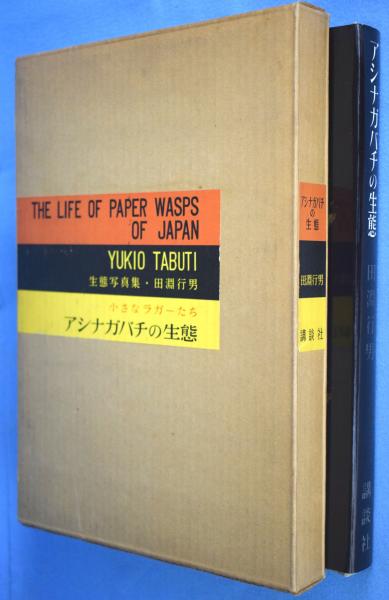 THE LIFE OF PAPER WASPS
OF JAPAN
YUKIO TABUTI
生態写真集・田淵行男
小さなラガーたち
アシナガバチの生態
アシナガバチ
の
生態
田淵行男
講談社
アシナガバチの生態
田淵行男
講談社